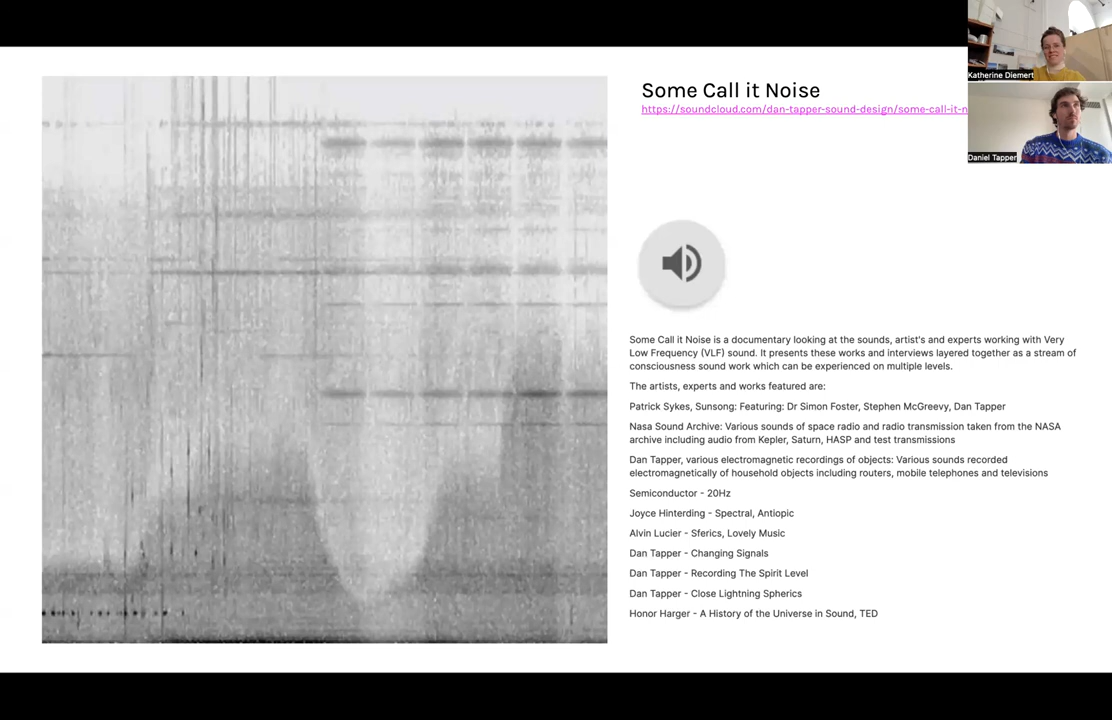 Some Call it Noise
https://soundcloud.com/dan-tapper-sound-design/some-call-it-n
Katherine Diemert
Daniel Tapper
Some Call it Noise is a documentary looking at the sounds, artist's and experts working with Very
Low Frequency (VLF) sound. It presents these works and interviews layered together as a stream of
consciousness sound work which can be experienced on multiple levels.
The artists, experts and works featured are:
Patrick Sykes, Sunsong: Featuring: Dr Simon Foster, Stephen McGreevy, Dan Tapper
Nasa Sound Archive: Various sounds of space radio and radio transmission taken from the NASA
archive including audio from Kepler, Saturn, HASP and test transmissions
Dan Tapper, various electromagnetic recordings of objects: Various sounds recorded
electromagnetically of household objects including routers, mobile telephones and televisions
Semiconductor - 20Hz
Joyce Hinterding - Spectral, Antiopic
Alvin Lucier - Sferics, Lovely Music
Dan Tapper - Changing Signals
Dan Tapper - Recording The Spirit Level
Dan Tapper - Close Lightning Spherics
Honor Harger - A History of the Universe in Sound, TED